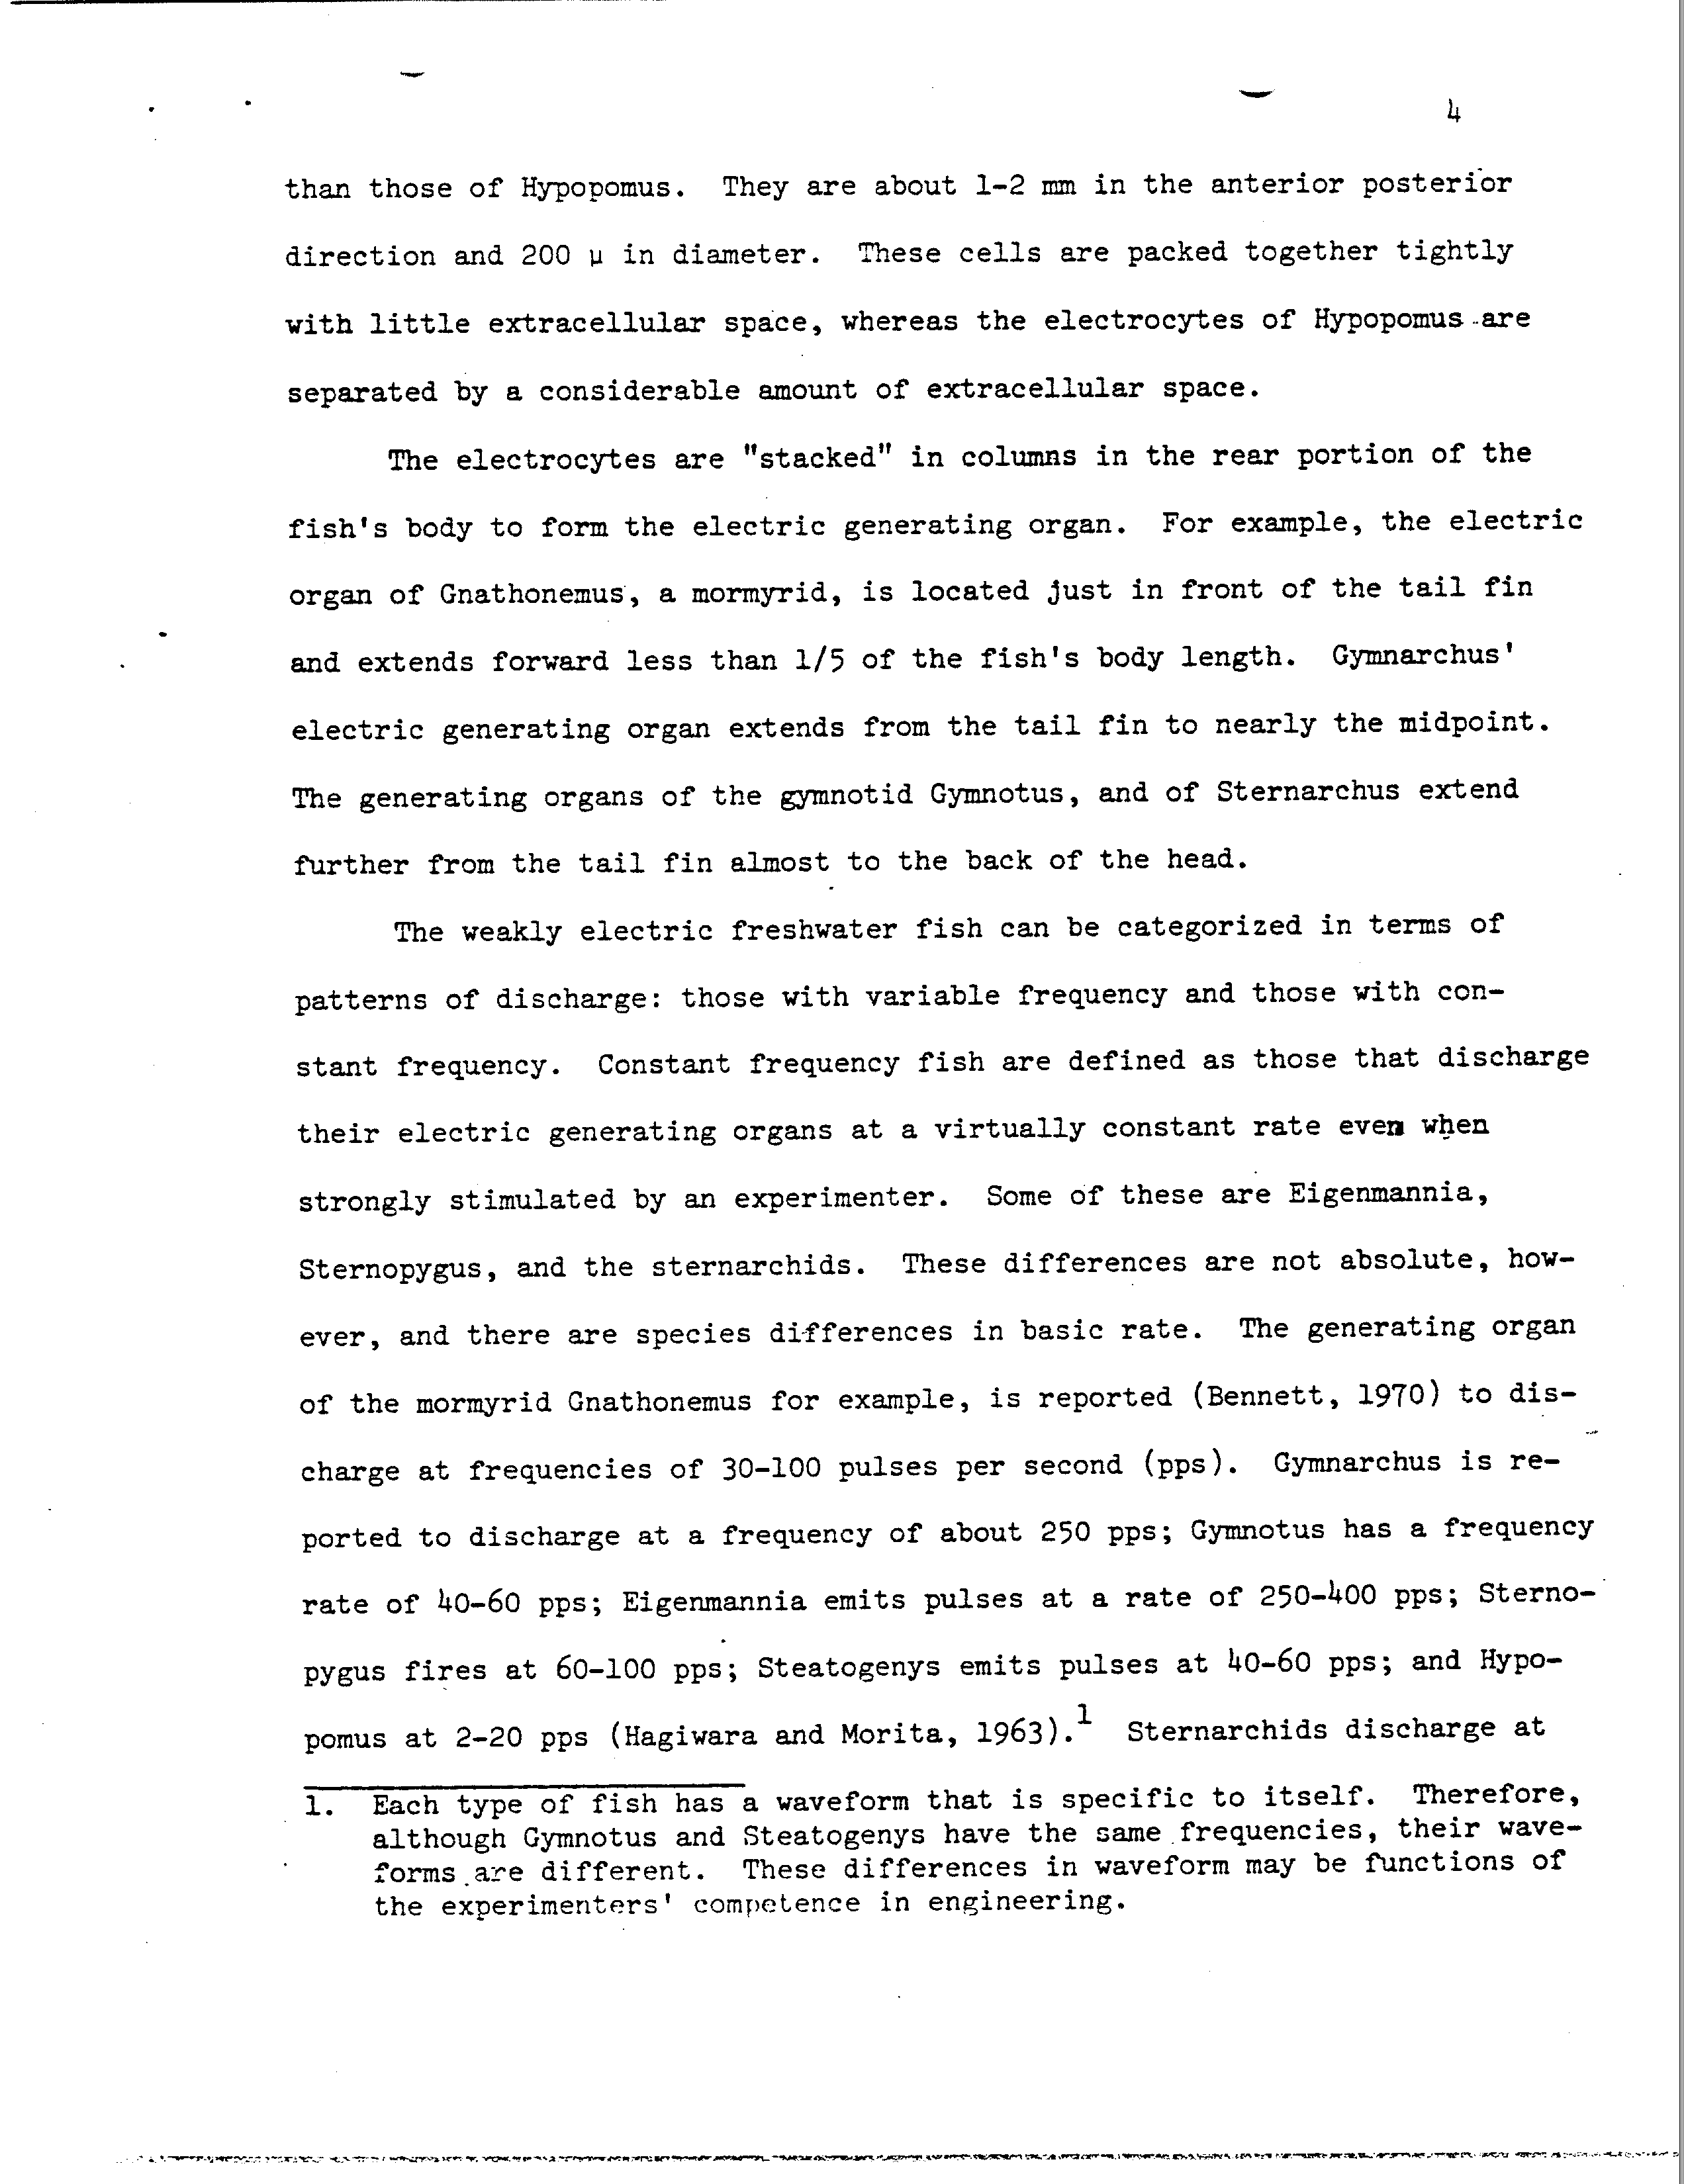 4
than those of Hypopomus. They are about 1-2 mm in the anterior posterior
direction and 200 μ in diameter. These cells are packed together tightly
with little extracellular space, whereas the electrocytes of Hypopomus are
separated by a considerable amount of extracellular space.
The electrocytes are "stacked" in columns in the rear portion of the
fish's body to form the electric generating organ. For example, the electric
organ of Gnathonemus, a mormyrid, is located just in front of the tail fin
and extends forward less than 1/5 of the fish's body length. Gymnarchus'
electric generating organ extends from the tail fin to nearly the midpoint.
The generating organs of the gymnotid Gymnotus, and of Sternarchus extend
further from the tail fin almost to the back of the head.
The weakly electric freshwater fish can be categorized in terms of
patterns of discharge: those with variable frequency and those with con-
stant frequency. Constant frequency fish are defined as those that discharge
their electric generating organs at a virtually constant rate even when
strongly stimulated by an experimenter. Some of these are Eigenmannia,
Sternopygus, and the sternarchids. These differences are not absolute, how-
ever, and there are species differences in basic rate. The generating organ
of the mormyrid Gnathonemus for example, is reported (Bennett, 1970) to dis-
charge at frequencies of 30-100 pulses per second (pps). Gymnarchus is re-
ported to discharge at a frequency of about 250 pps; Gymnotus has a frequency
rate of 40-60 pps; Eigenmannia emits pulses at a rate of 250-400 pps; Sterno-
pygus fires at 60-100 pps; Steatogenys emits pulses at 40-60 pps; and Hypo-
pomus at 2-20 pps (Hagiwara and Morita, 1963).1 Sternarchids discharge at
1. Each type of fish has a waveform that is specific to itself. Therefore,
although Gymnotus and Steatogenys have the same frequencies, their wave-
forms are different. These differences in waveform may be functions of
the experimenters' competence in engineering.